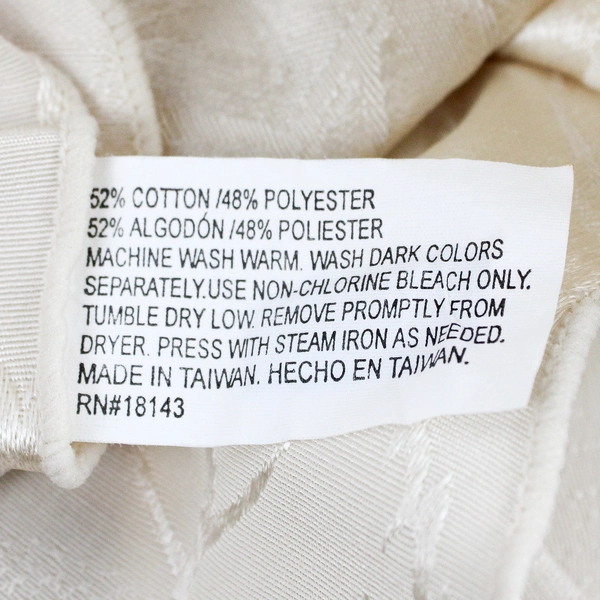 52% COTTON /48% POLYESTER
52% ALGODÓN /48% POLIESTER
MACHINE WASH WARM. WASH DARK COLORS
SEPARATELY.USE NON-CHLORINE BLEACH ONLY.
TUMBLE DRY LOW. REMOVE PROMPTLY FROM
DRYER. PRESS WITH STEAM IRON AS NEEDED.
MADE IN TAIWAN. HECHO EN TAIWAN.
RN#18143